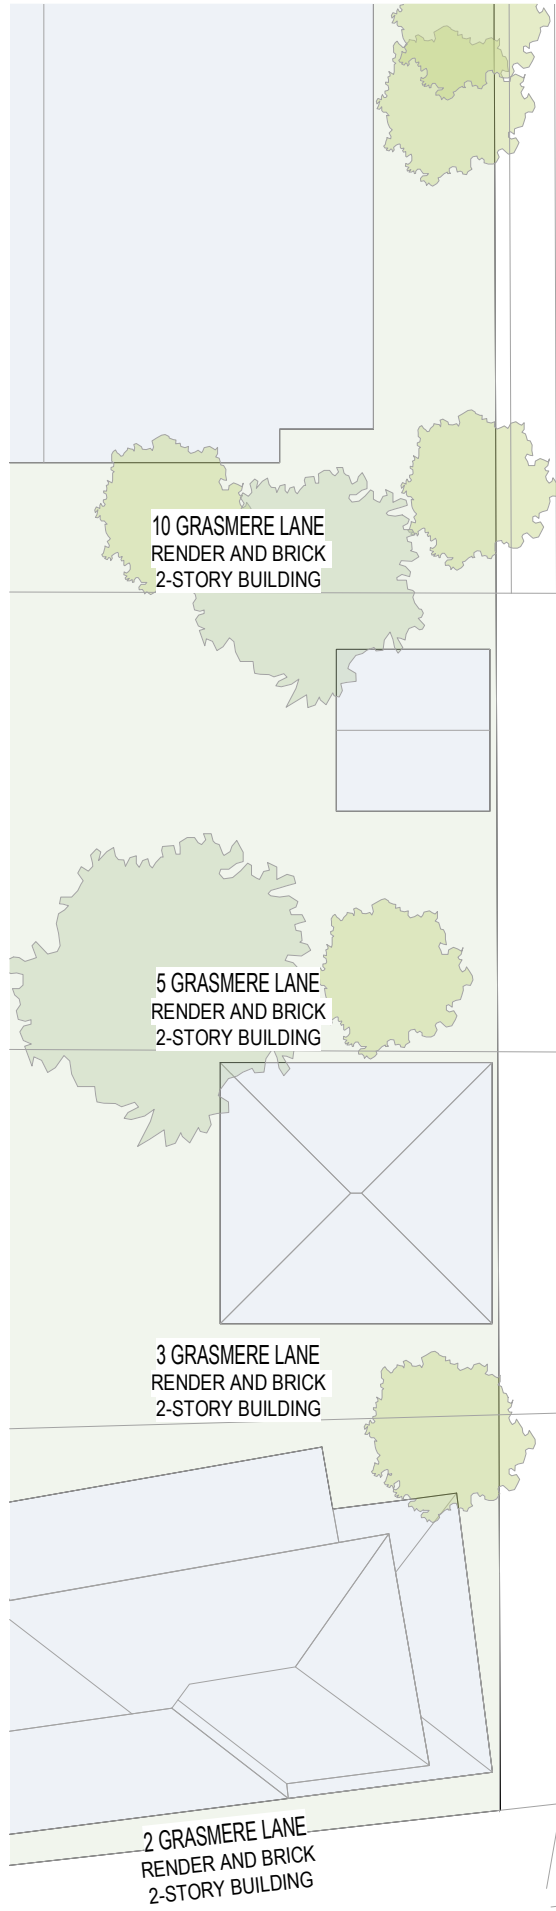 10 GRASMERE LANE
RENDER AND BRICK
2-STORY BUILDING
5 GRASMERE LANE
RENDER AND BRICK
2-STORY BUILDING
3 GRASMERE LANE
RENDER AND BRICK
2-STORY BUILDING
2 GRASMERE LANE
RENDER AND BRICK
2-STORY BUILDING